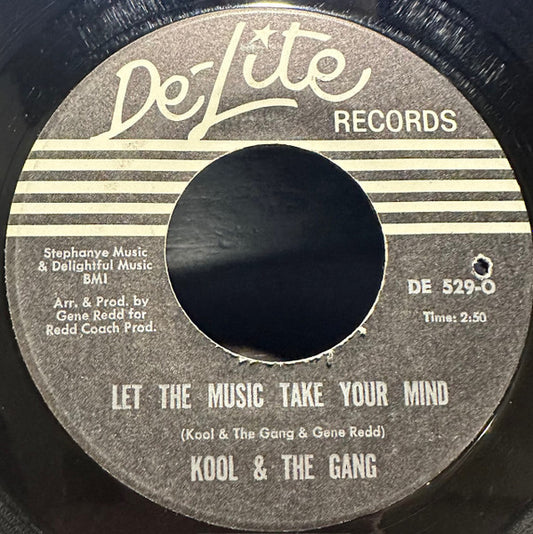 De-Lite
RECORDS
Stephanye Music
& Delightful Music
BMI
Arr. & Prod. by
Gene Redd for
Redd Coach Prod.
DE 529-O
Time: 2:50
LET THE MUSIC TAKE YOUR MIND
(Kool & The Gang & Gene Redd)
KOOL & THE GANG